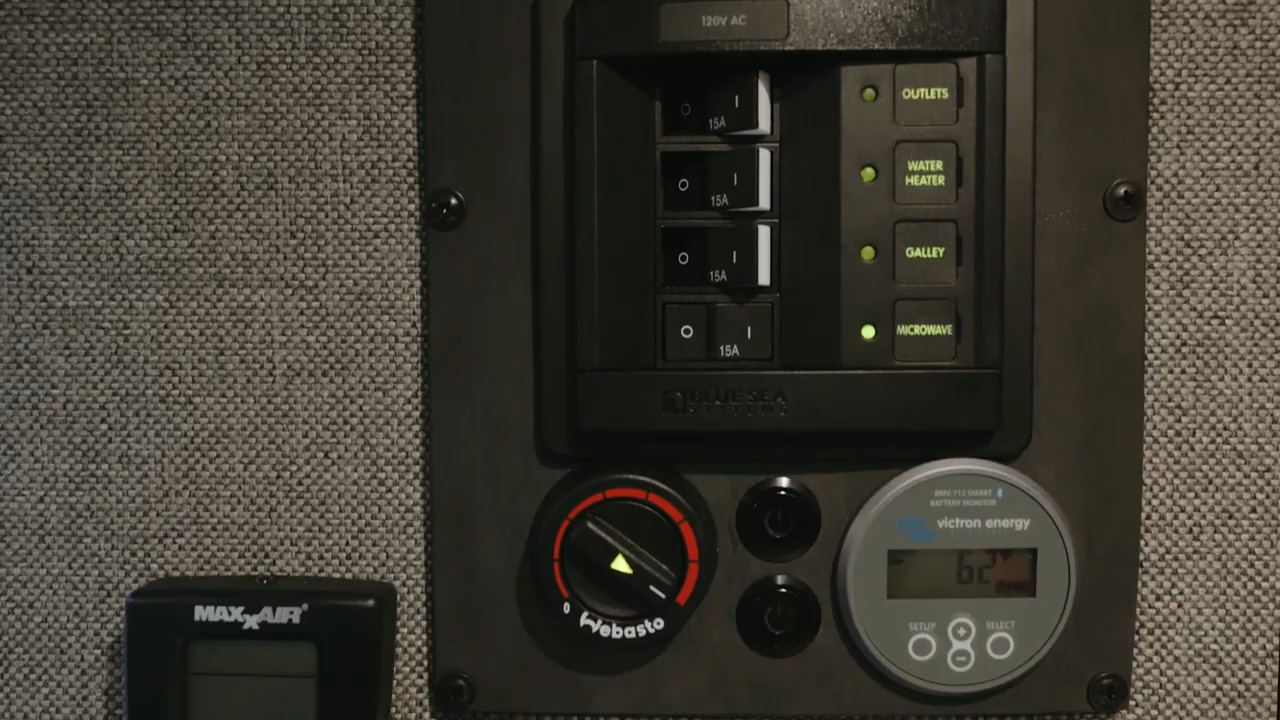 120V AC
O I
15A
OUTLETS
O I
15A
WATER
HEATER
O I
15A
GALLEY
O I
15A
MICROWAVE
BLUE SEA
SYSTEMS
BMV-712 SMART
BATTERY MONITOR
victron energy
62
SETUP
SELECT
+
−
0
Webasto
MAXXAIR®